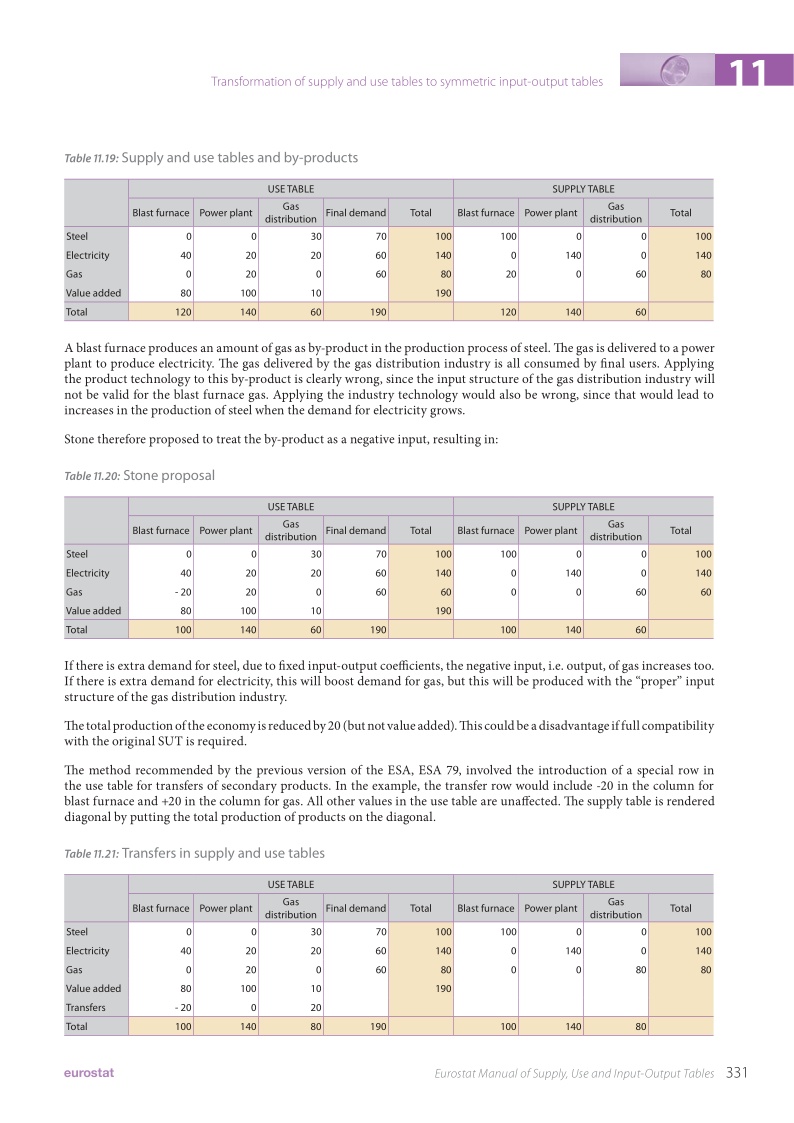 Transformation of supply and use tables to symmetric input-output tables
11
Table 11.19: Supply and use tables and by-products
USE TABLE SUPPLY TABLE
Blast furnace Power plant Gas distribution Final demand Total Blast furnace Power plant Gas distribution Total
Steel 0 0 30 70 100 100 0 0 100
Electricity 40 20 20 60 140 0 140 0 140
Gas 0 20 0 60 80 20 0 60 80
Value added 80 100 10 190
Total 120 140 60 190 120 140 60
A blast furnace produces an amount of gas as by-product in the production process of steel. The gas is delivered to a power
plant to produce electricity. The gas delivered by the gas distribution industry is all consumed by final users. Applying
the product technology to this by-product is clearly wrong, since the input structure of the gas distribution industry will
not be valid for the blast furnace gas. Applying the industry technology would also be wrong, since that would lead to
increases in the production of steel when the demand for electricity grows.
Stone therefore proposed to treat the by-product as a negative input, resulting in:
Table 11.20: Stone proposal
USE TABLE SUPPLY TABLE
Blast furnace Power plant Gas distribution Final demand Total Blast furnace Power plant Gas distribution Total
Steel 0 0 30 70 100 100 0 0 100
Electricity 40 20 20 60 140 0 140 0 140
Gas - 20 20 0 60 60 0 0 60 60
Value added 80 100 10 190
Total 100 140 60 190 100 140 60
If there is extra demand for steel, due to fixed input-output coefficients, the negative input, i.e. output, of gas increases too.
If there is extra demand for electricity, this will boost demand for gas, but this will be produced with the “proper” input
structure of the gas distribution industry.
The total production of the economy is reduced by 20 (but not value added). This could be a disadvantage if full compatibility
with the original SUT is required.
The method recommended by the previous version of the ESA, ESA 79, involved the introduction of a special row in
the use table for transfers of secondary products. In the example, the transfer row would include -20 in the column for
blast furnace and +20 in the column for gas. All other values in the use table are unaffected. The supply table is rendered
diagonal by putting the total production of products on the diagonal.
Table 11.21: Transfers in supply and use tables
USE TABLE SUPPLY TABLE
Blast furnace Power plant Gas distribution Final demand Total Blast furnace Power plant Gas distribution Total
Steel 0 0 30 70 100 100 0 0 100
Electricity 40 20 20 60 140 0 140 0 140
Gas 0 20 0 60 80 0 0 80 80
Value added 80 100 10 190
Transfers - 20 0 20
Total 100 140 80 190 100 140 80
eurostat Eurostat Manual of Supply, Use and Input-Output Tables 331